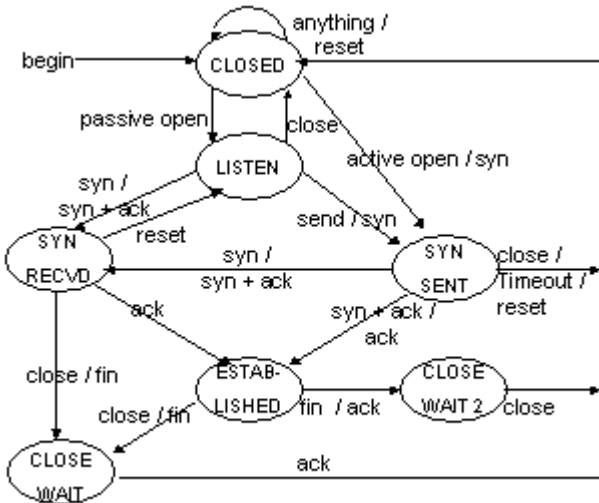 anything /
reset
begin
CLOSED
passive open
close
active open / syn
LISTEN
syn /
syn + ack
reset
send / syn
SYN
RECVD
syn /
syn + ack
SYN
SENT
close /
Timeout /
reset
ack
syn + ack /
ack
close / fin
ESTAB-
LISHED
fin / ack
CLOSE
WAIT 2
close
close / fin
CLOSE
WAIT
ack